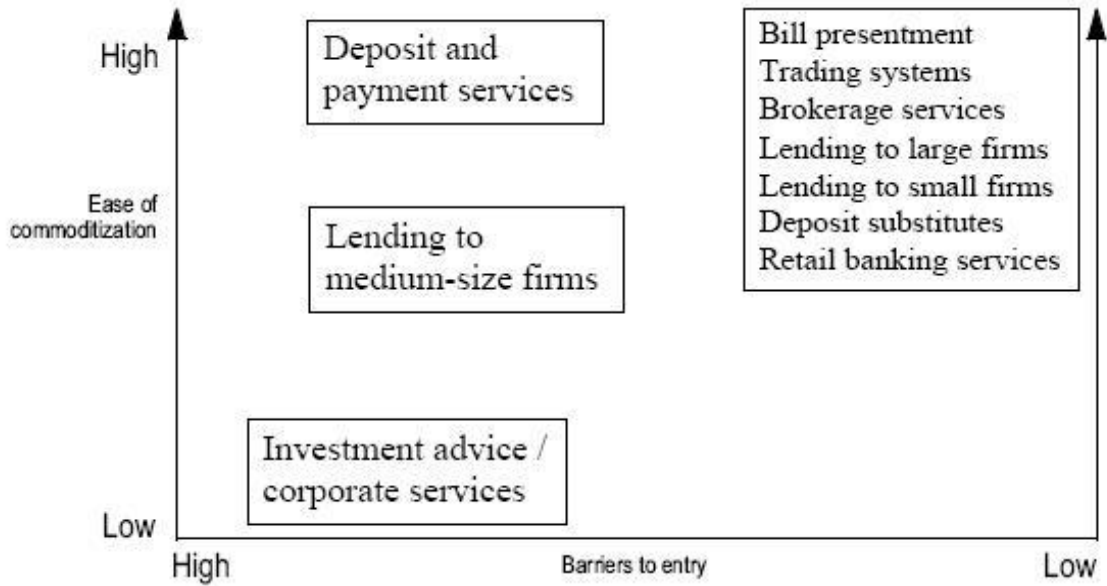 High
Deposit and
payment services
Bill presentment
Trading systems
Brokerage services
Lending to large firms
Lending to small firms
Deposit substitutes
Retail banking services
Ease of
commoditization
Lending to
medium-size firms
Investment advice /
corporate services
Low
High
Barriers to entry
Low